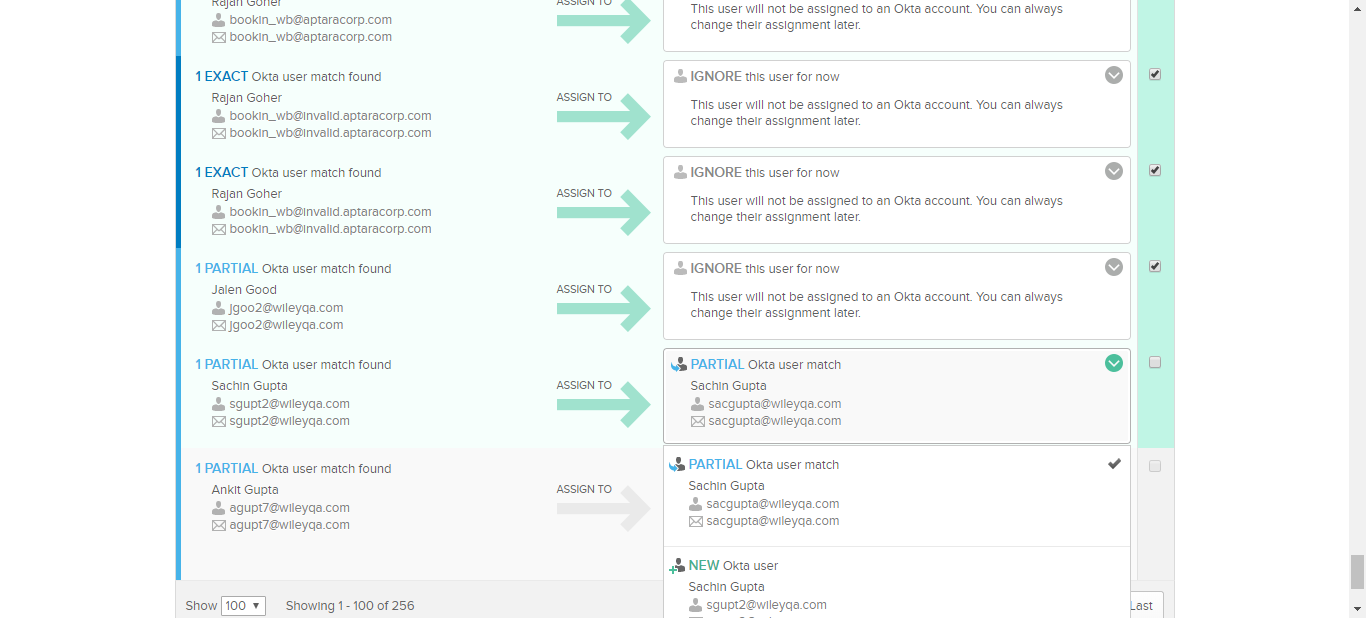 Rajan Goher
ASSIGN TO
This user will not be assigned to an Okta account. You can always
change their assignment later.
bookin_wb@aptaracorp.com
bookin_wb@aptaracorp.com
1 EXACT Okta user match found
Rajan Goher
bookin_wb@invalid.aptaracorp.com
bookin_wb@invalid.aptaracorp.com
ASSIGN TO
IGNORE this user for now
This user will not be assigned to an Okta account. You can always
change their assignment later.
1 EXACT Okta user match found
Rajan Goher
bookin_wb@invalid.aptaracorp.com
bookin_wb@invalid.aptaracorp.com
ASSIGN TO
IGNORE this user for now
This user will not be assigned to an Okta account. You can always
change their assignment later.
1 PARTIAL Okta user match found
Jalen Good
jgoo2@wileyqa.com
jgoo2@wileyqa.com
ASSIGN TO
IGNORE this user for now
This user will not be assigned to an Okta account. You can always
change their assignment later.
1 PARTIAL Okta user match found
Sachin Gupta
sgupt2@wileyqa.com
sgupt2@wileyqa.com
ASSIGN TO
PARTIAL Okta user match
Sachin Gupta
sacgupta@wileyqa.com
sacgupta@wileyqa.com
1 PARTIAL Okta user match found
Ankit Gupta
agupt7@wileyqa.com
agupt7@wileyqa.com
ASSIGN TO
PARTIAL Okta user match
Sachin Gupta
sacgupta@wileyqa.com
sacgupta@wileyqa.com
NEW Okta user
Sachin Gupta
sgupt2@wileyqa.com
Show 100 Showing 1 - 100 of 256
Last